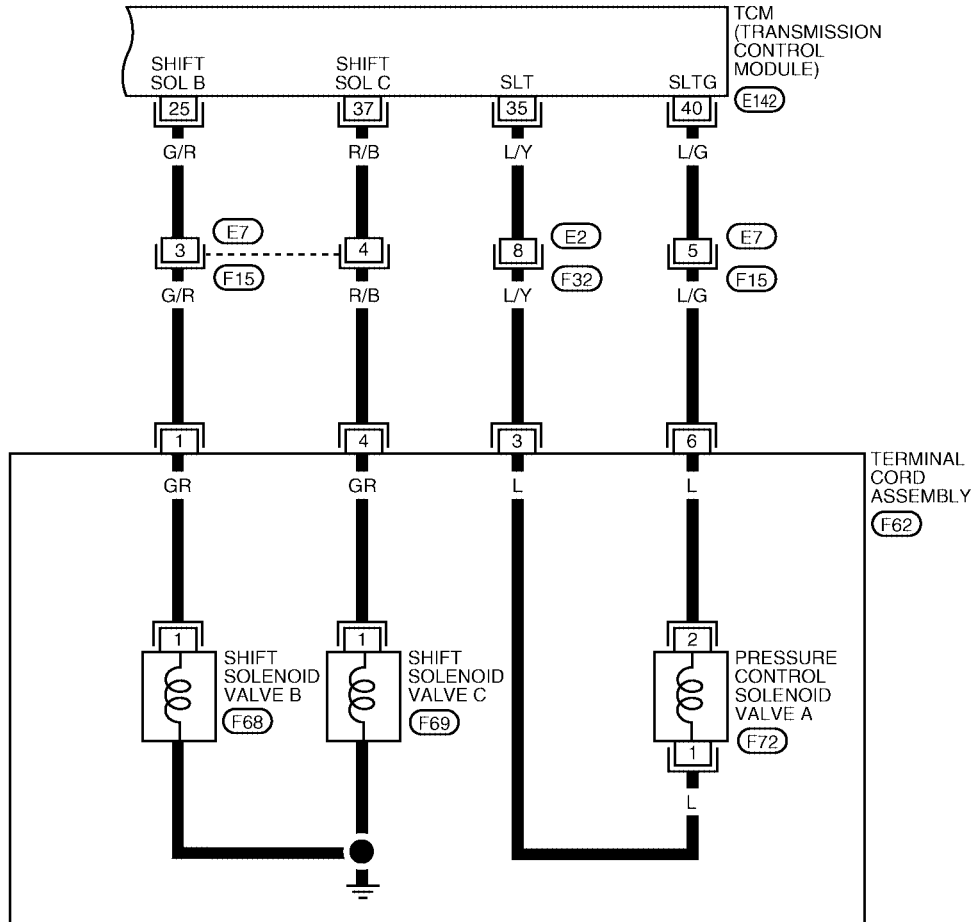 TCM
(TRANSMISSION
CONTROL
MODULE)
E142
SHIFT
SOL B
SHIFT
SOL C
SLT
SLTG
25
37
35
40
G/R
R/B
L/Y
L/G
3
E7
F15
4
8
E2
F32
5
E7
F15
G/R
R/B
L/Y
L/G
1
4
3
6
TERMINAL
CORD
ASSEMBLY
F62
GR
GR
L
L
1
SHIFT
SOLENOID
VALVE B
F68
1
SHIFT
SOLENOID
VALVE C
F69
2
PRESSURE
CONTROL
SOLENOID
VALVE A
F72
1
L